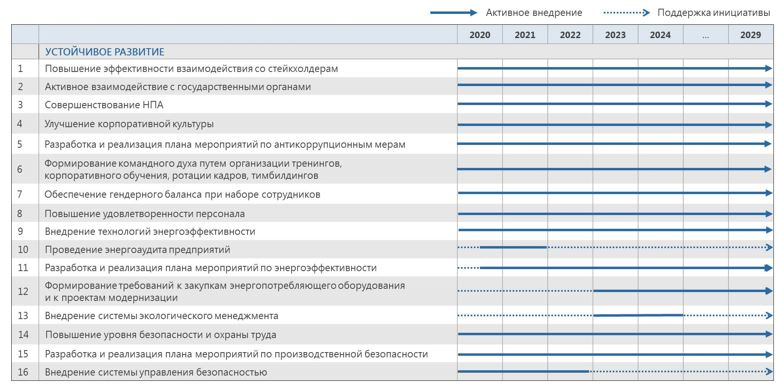 Активное внедрение Поддержка инициативы
2020 2021 2022 2023 2024 ... 2029
УСТОЙЧИВОЕ РАЗВИТИЕ
1 Повышение эффективности взаимодействия со стейкхолдерам
2 Активное взаимодействие с государственными органами
3 Совершенствование НПА
4 Улучшение корпоративной культуры
5 Разработка и реализация плана мероприятий по антикоррупционным мерам
6 Формирование командного духа путем организации тренингов,
корпоративного обучения, ротации кадров, тимбилдингов
7 Обеспечение гендерного баланса при наборе сотрудников
8 Повышение удовлетворенности персонала
9 Внедрение технологий энергоэффективности
10 Проведение энергоаудита предприятий
11 Разработка и реализация плана мероприятий по энергоэффективности
12 Формирование требований к закупкам энергопотребляющего оборудования
и к проектам модернизации
13 Внедрение системы экологического менеджмента
14 Повышение уровня безопасности и охраны труда
15 Разработка и реализация плана мероприятий по производственной безопасности
16 Внедрение системы управления безопасностью